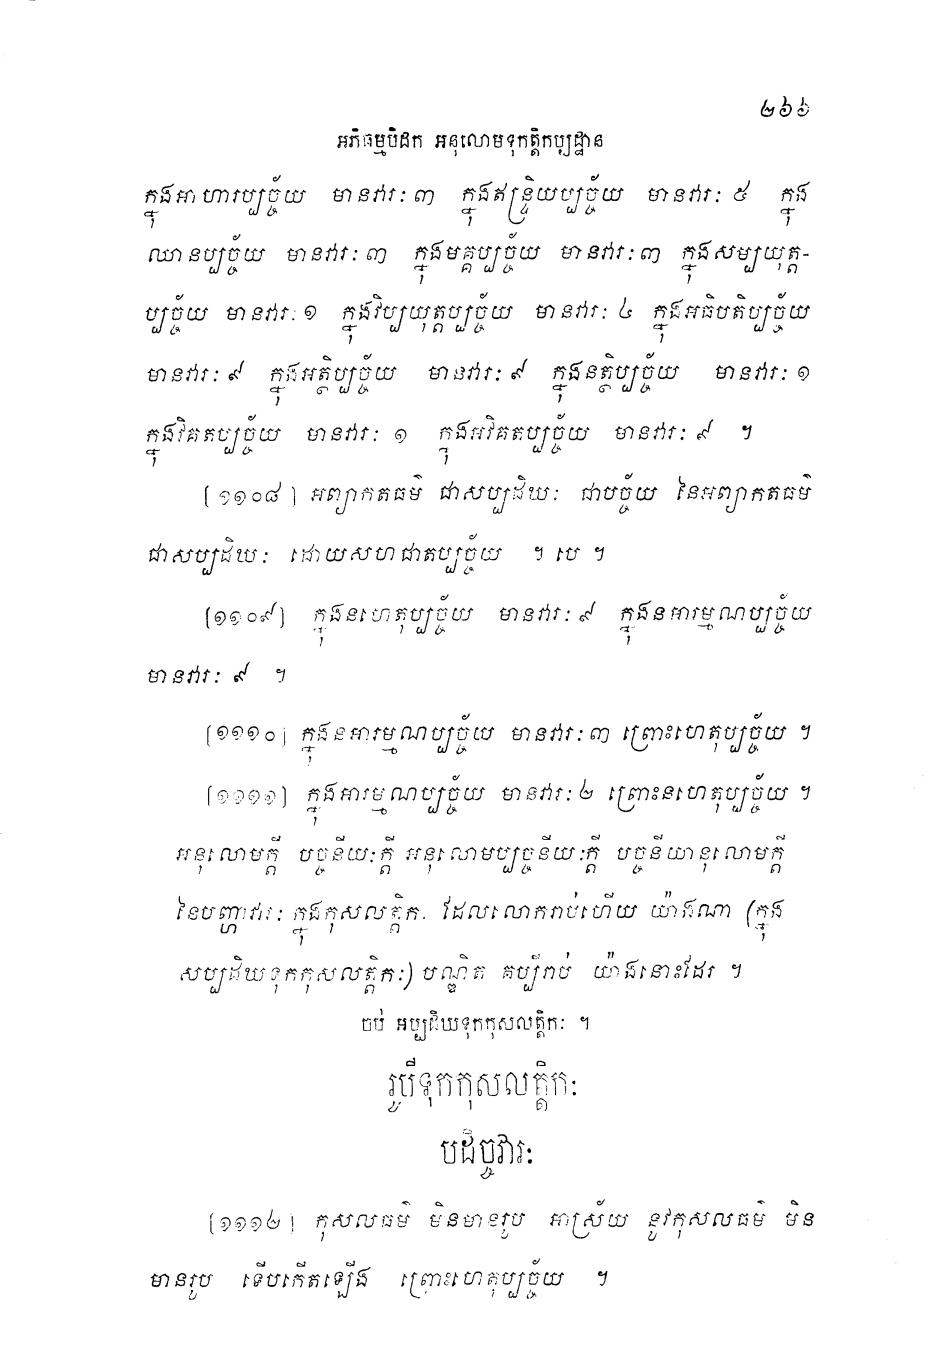 ២៦៦
អភិធម្មបិដក អនុលោមទុកត្តិកប្បដ្ឋាន
ក្នុងអាហារប្បច្ច័យ មានវារៈ ៣ ក្នុងឥន្ទ្រិយប្បច្ច័យ មានវារៈ ៥ ក្នុង
ឈានប្បច្ច័យ មានវារៈ ៣ ក្នុងមគ្គប្បច្ច័យ មានវារៈ ៣ ក្នុងសម្បយុត្ត-
ប្បច្ច័យ មានវារៈ ១ ក្នុងវិប្បយុត្តប្បច្ច័យ មានវារៈ ៤ ក្នុងអធិបតិប្បច្ច័យ
មានវារៈ ៩ ក្នុងអត្ថិប្បច្ច័យ មានវារៈ ៩ ក្នុងនត្ថិប្បច្ច័យ មានវារៈ ១
ក្នុងវិគតប្បច្ច័យ មានវារៈ ១ ក្នុងអវិគតប្បច្ច័យ មានវារៈ ៩ ។
[១១០៨] អព្យាកតធម៌ ជាសប្បដិឃៈ ជាបច្ច័យ នៃអព្យាកតធម៌
ជាសប្បដិឃៈ ដោយសហជាតប្បច្ច័យ ។ បេ ។
[១១០៩] ក្នុងនហេតុប្បច្ច័យ មានវារៈ ៩ ក្នុងនអារម្មណប្បច្ច័យ
មានវារៈ ៩ ។
[១១១០] ក្នុងនអារម្មណប្បច្ច័យ មានវារៈ ៣ ព្រោះហេតុប្បច្ច័យ ។
[១១១១] ក្នុងអារម្មណប្បច្ច័យ មានវារៈ ២ ព្រោះនហេតុប្បច្ច័យ ។
អនុលោមក្តី បច្ចនីយៈក្តី អនុលោមប្បច្ចនីយៈក្តី បច្ចនីយានុលោមក្តី
នៃបញ្ហាវារៈ ក្នុងកុសលត្តិកៈ ដែលលោករាប់ហើយ យ៉ាងណា (ក្នុង
សប្បដិឃទុកកុសលត្តិកៈ) បណ្ឌិត គប្បីរាប់ យ៉ាងនោះដែរ ។
ចប់ អប្បដិឃទុកកុសលត្តិកៈ ។
រូបីទុកកុសលត្តិកៈ
បដិច្ចវារៈ
[១១១២] កុសលធម៌ មិនមានរូប អាស្រ័យ នូវកុសលធម៌ មិន
មានរូប ទើបកើតឡើង ព្រោះហេតុប្បច្ច័យ ។